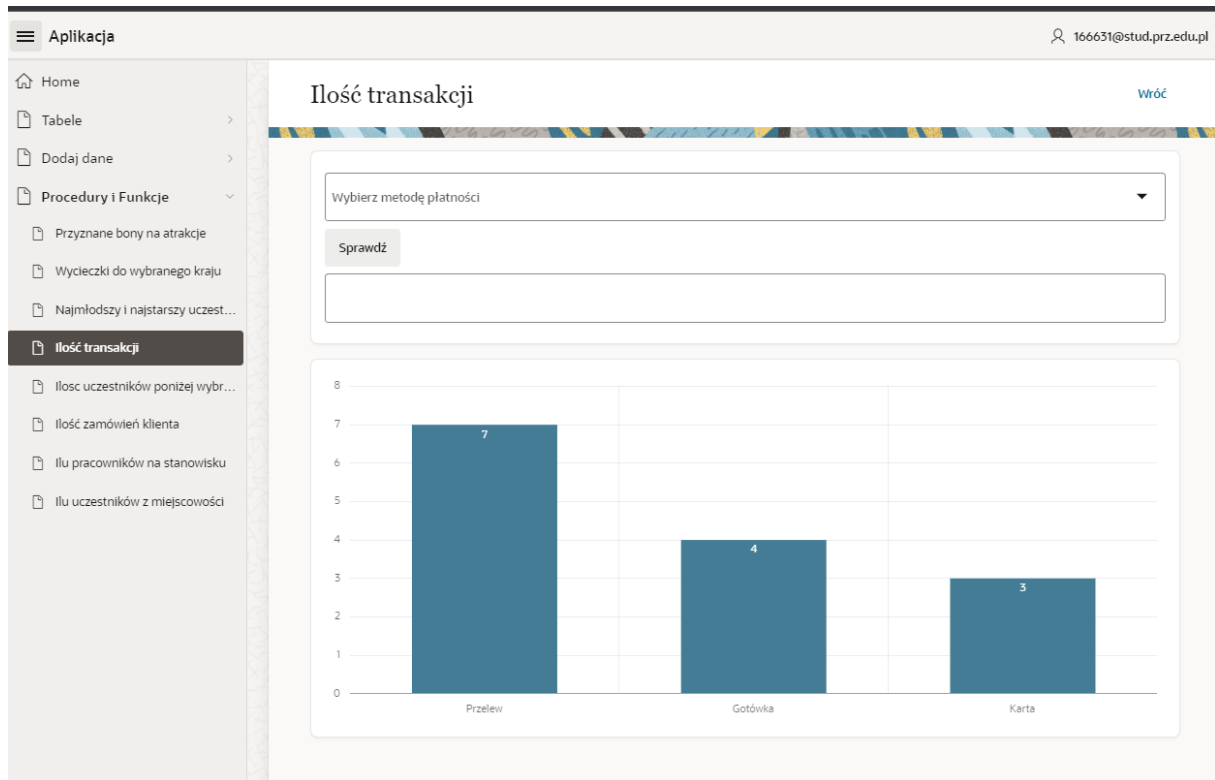 Aplikacja
166631@stud.prz.edu.pl
Home
Tabele
Dodaj dane
Procedury i Funkcje
Przyznane bony na atrakcje
Wycieczki do wybranego kraju
Najmłodszy i najstarszy uczest...
Ilość transakcji
Ilosc uczestników poniżej wybr...
Ilość zamówień klienta
Ilu pracowników na stanowisku
Ilu uczestników z miejscowości
Ilość transakcji
Wróć
Wybierz metodę płatności
Sprawdź
8
7
6
5
4
3
2
1
0
7
4
3
Przelew
Gotówka
Karta